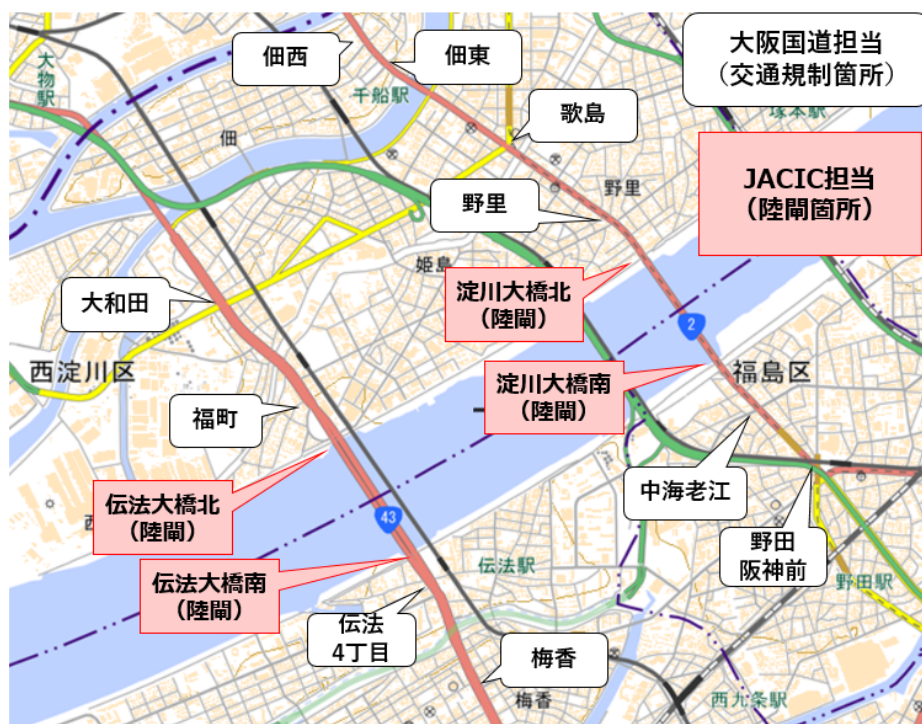 大阪国道担当
（交通規制箇所）
佃西
佃東
大物駅
千船駅
塚本駅
歌島
佃
JACIC担当
（陸閘箇所）
野里
野里
姫島
淀川大橋北
（陸閘）
大和田
2
西淀川区
淀川大橋南
（陸閘）
福島区
福町
中海老江
伝法大橋北
（陸閘）
西
43
野田
阪神前
伝法大橋南
（陸閘）
伝法駅
野田駅
伝法
4丁目
梅香
梅香
西九条駅